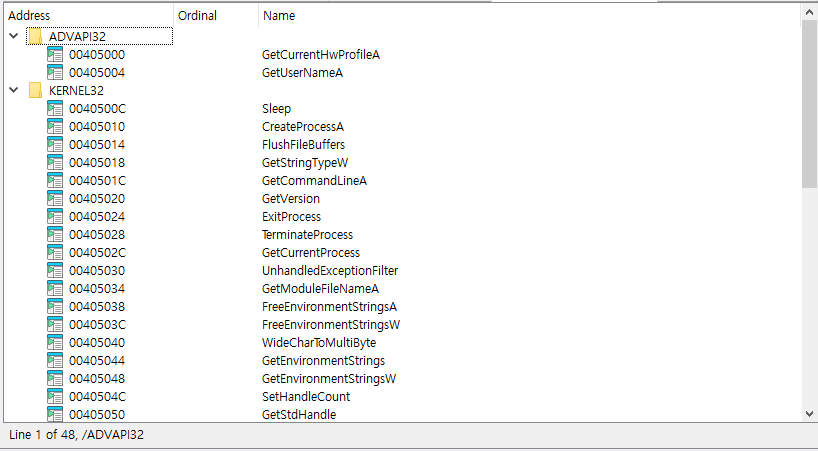 Address Ordinal Name
ADVAPI32
00405000 GetCurrentHwProfileA
00405004 GetUserNameA
KERNEL32
0040500C Sleep
00405010 CreateProcessA
00405014 FlushFileBuffers
00405018 GetStringTypeW
0040501C GetCommandLineA
00405020 GetVersion
00405024 ExitProcess
00405028 TerminateProcess
0040502C GetCurrentProcess
00405030 UnhandledExceptionFilter
00405034 GetModuleFileNameA
00405038 FreeEnvironmentStringsA
0040503C FreeEnvironmentStringsW
00405040 WideCharToMultiByte
00405044 GetEnvironmentStrings
00405048 GetEnvironmentStringsW
0040504C SetHandleCount
00405050 GetStdHandle
Line 1 of 48, /ADVAPI32